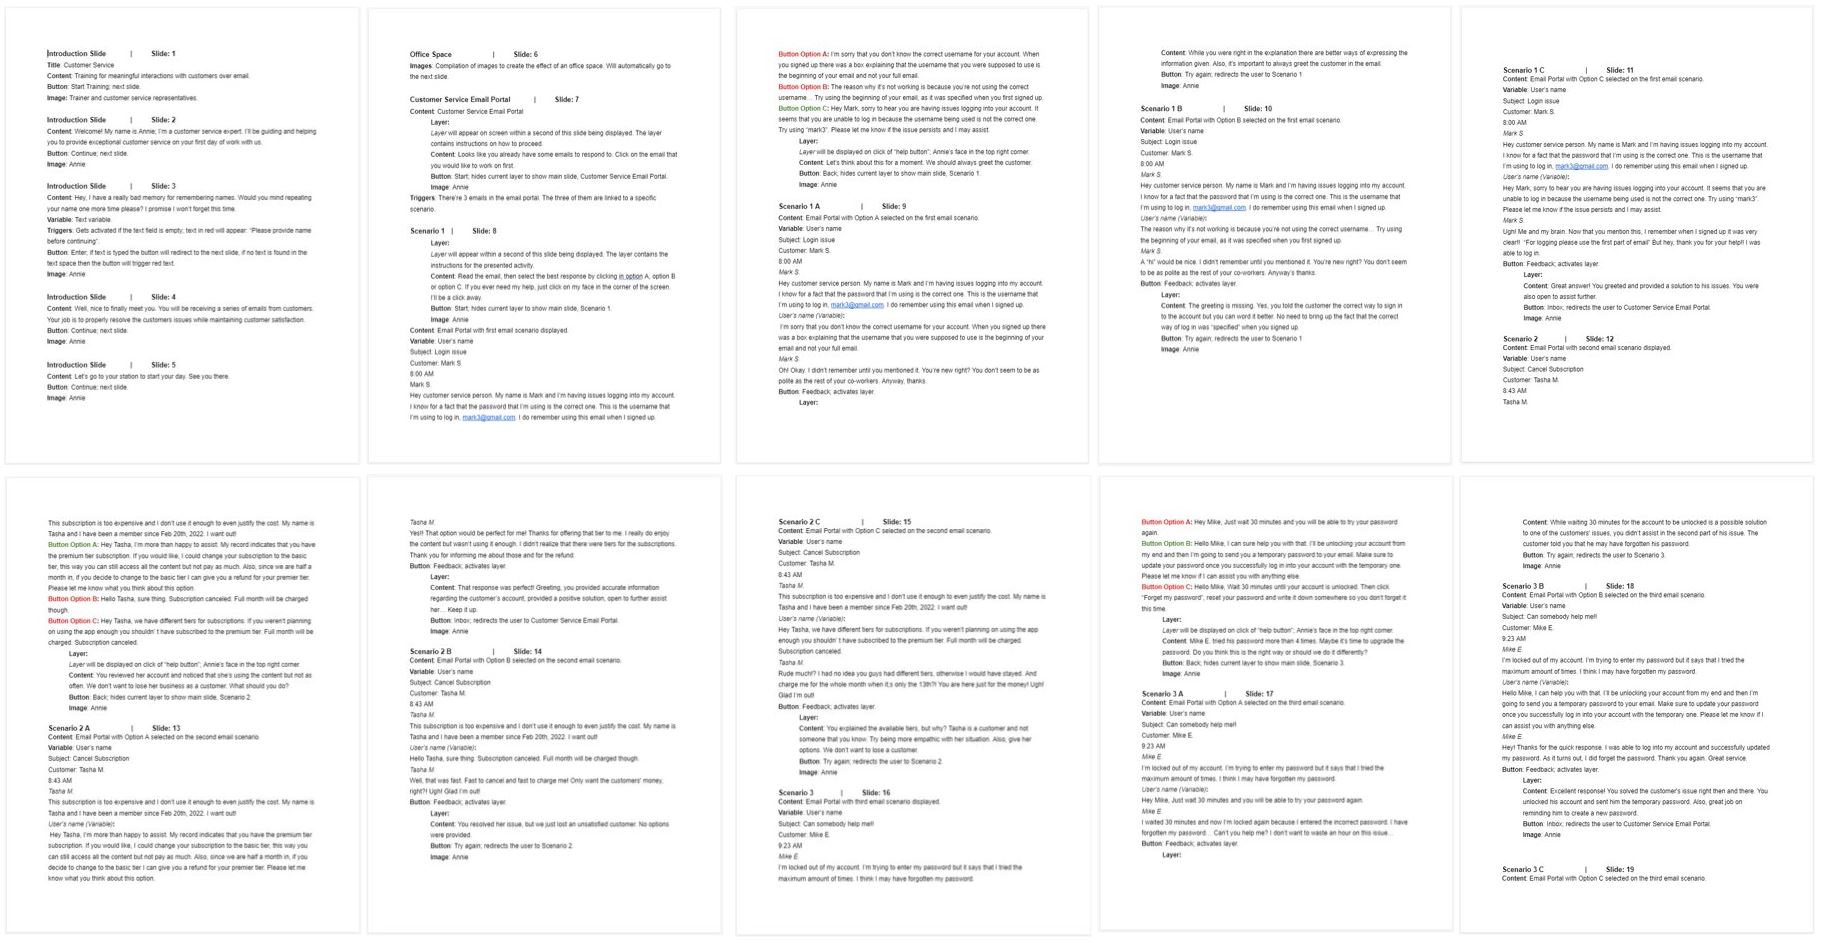 Introduction Slide | Slide: 1
Title: Customer Service
Content: Training for meaningful interactions with customers over email.
Button: Start Training; next slide.
Image: Trainer and customer service representatives.
Introduction Slide | Slide: 2
Content: Welcome! My name is Annie; I'm a customer service expert. I'll be guiding and helping
you to provide exceptional customer service on your first day of work with us.
Button: Continue; next slide.
Image: Annie
Introduction Slide | Slide: 3
Content: Hey, I have a really bad memory for remembering names. Would you mind repeating
your name one more time please? I promise I won't forget this time.
Variable: Text variable.
Triggers: Gets activated if the text field is empty; text in red will appear: "Please provide name
before continuing".
Button: Enter; if text is typed the button will redirect to the next slide, if no text is found in the
text space then the button will trigger red text.
Image: Annie
Introduction Slide | Slide: 4
Content: Well, nice to finally meet you. You will be receiving a series of emails from customers.
Your job is to properly resolve the customers issues while maintaining customer satisfaction.
Button: Continue; next slide.
Image: Annie
Introduction Slide | Slide: 5
Content: Let's go to your station to start your day. See you there.
Button: Continue; next slide.
Image: Annie
Office Space | Slide: 6
Images: Compilation of images to create the effect of an office space. Will automatically go to
the next slide.
Customer Service Email Portal | Slide: 7
Content: Customer Service Email Portal
Layer:
Layer will appear on screen within a second of this slide being displayed. The layer
contains instructions on how to proceed.
Content: Looks like you already have some emails to respond to. Click on the email that
you would like to work on first.
Button: Start; hides current layer to show main slide, Customer Service Email Portal.
Image: Annie
Triggers: There're 3 emails in the email portal. The three of them are linked to a specific
scenario.
Scenario 1 | Slide: 8
Layer:
Layer will appear within a second of this slide being displayed. The layer contains the
instructions for the presented activity.
Content: Read the email, then select the best response by clicking in option A, option B
or option C. If you ever need my help, just click on my face in the corner of the screen.
I'll be a click away.
Button: Start; hides current layer to show main slide, Scenario 1.
Image: Annie
Content: Email Portal with first email scenario displayed.
Variable: User's name
Subject: Login issue
Customer: Mark S.
8:00 AM
Mark S.
Hey customer service person. My name is Mark and I'm having issues logging into my account.
I know for a fact that the password that I'm using is the correct one. This is the username that
I'm using to log in, mark3@gmail.com. I do remember using this email when I signed up.
Button Option A: I'm sorry that you don't know the correct username for your account. When
you signed up there was a box explaining that the username that you were supposed to use is
the beginning of your email and not your full email.
Button Option B: The reason why it's not working is because you're not using the correct
username... Try using the beginning of your email, as it was specified when you first signed up.
Button Option C: Hey Mark, sorry to hear you are having issues logging into your account. It
seems that you are unable to log in because the username being used is not the correct one.
Try using "mark3". Please let me know if the issue persists and I may assist.
Layer:
Layer will be displayed on click of "help button"; Annie's face in the top right corner.
Content: Let's think about this for a moment. We should always greet the customer.
Button: Back; hides current layer to show main slide, Scenario 1.
Image: Annie
Scenario 1 A | Slide: 9
Content: Email Portal with Option A selected on the first email scenario.
Variable: User's name
Subject: Login issue
Customer: Mark S.
8:00 AM
Mark S.
Hey customer service person. My name is Mark and I'm having issues logging into my account.
I know for a fact that the password that I'm using is the correct one. This is the username that
I'm using to log in, mark3@gmail.com. I do remember using this email when I signed up.
User's name (Variable):
I'm sorry that you don't know the correct username for your account. When you signed up there
was a box explaining that the username that you were supposed to use is the beginning of your
email and not your full email.
Mark S.
Oh! Okay. I didn't remember until you mentioned it. You're new right? You don't seem to be as
polite as the rest of your co-workers. Anyway, thanks.
Button: Feedback; activates layer.
Layer:
Content: While you were right in the explanation there are better ways of expressing the
information given. Also, it's important to always greet the customer in the email.
Button: Try again; redirects the user to Scenario 1
Image: Annie
Scenario 1 B | Slide: 10
Content: Email Portal with Option B selected on the first email scenario.
Variable: User's name
Subject: Login issue
Customer: Mark S.
8:00 AM
Mark S.
Hey customer service person. My name is Mark and I'm having issues logging into my account.
I know for a fact that the password that I'm using is the correct one. This is the username that
I'm using to log in, mark3@gmail.com. I do remember using this email when I signed up.
User's name (Variable):
The reason why it's not working is because you're not using the correct username... Try using
the beginning of your email, as it was specified when you first signed up.
Mark S.
A "hi" would be nice. I didn't remember until you mentioned it. You're new right? You don't seem
to be as polite as the rest of your co-workers. Anyway's thanks.
Button: Feedback; activates layer.
Layer:
Content: The greeting is missing. Yes, you told the customer the correct way to sign in
to the account but you can word it better. No need to bring up the fact that the correct
way of log in was "specified" when you signed up.
Button: Try again; redirects the user to Scenario 1
Image: Annie
Scenario 1 C | Slide: 11
Content: Email Portal with Option C selected on the first email scenario.
Variable: User's name
Subject: Login issue
Customer: Mark S.
8:00 AM
Mark S.
Hey customer service person. My name is Mark and I'm having issues logging into my account.
I know for a fact that the password that I'm using is the correct one. This is the username that
I'm using to log in, mark3@gmail.com. I do remember using this email when I signed up.
User's name (Variable):
Hey Mark, sorry to hear you are having issues logging into your account. It seems that you are
unable to log in because the username being used is not the correct one. Try using "mark3".
Please let me know if the issue persists and I may assist.
Mark S.
Ugh! Me and my brain. Now that you mention this, I remember when I signed up it was very
clear!! "For logging please use the first part of email" But hey, thank you for your help!! I was
able to log in.
Button: Feedback; activates layer.
Layer:
Content: Great answer! You greeted and provided a solution to his issues. You were
also open to assist further.
Button: Inbox; redirects the user to Customer Service Email Portal.
Image: Annie
Scenario 2 | Slide: 12
Content: Email Portal with second email scenario displayed.
Variable: User's name
Subject: Cancel Subscription
Customer: Tasha M.
8:43 AM
Tasha M.
This subscription is too expensive and I don't use it enough to even justify the cost. My name is
Tasha and I have been a member since Feb 20th, 2022. I want out!
Button Option A: Hey Tasha, I'm more than happy to assist. My record indicates that you have
the premium tier subscription. If you would like, I could change your subscription to the basic
tier, this way you can still access all the content but not pay as much. Also, since we are half a
month in, if you decide to change to the basic tier I can give you a refund for your premier tier.
Please let me know what you think about this option.
Button Option B: Hello Tasha, sure thing. Subscription canceled. Full month will be charged
though.
Button Option C: Hey Tasha, we have different tiers for subscriptions. If you weren't planning
on using the app enough you shouldn' t have subscribed to the premium tier. Full month will be
charged. Subscription canceled.
Layer:
Layer will be displayed on click of "help button"; Annie's face in the top right corner.
Content: You reviewed her account and noticed that she's using the content but not as
often. We don't want to lose her business as a customer. What should you do?
Button: Back; hides current layer to show main slide, Scenario 2.
Image: Annie
Scenario 2 A | Slide: 13
Content: Email Portal with Option A selected on the second email scenario.
Variable: User's name
Subject: Cancel Subscription
Customer: Tasha M.
8:43 AM
Tasha M.
This subscription is too expensive and I don't use it enough to even justify the cost. My name is
Tasha and I have been a member since Feb 20th, 2022. I want out!
User's name (Variable):
Hey Tasha, I'm more than happy to assist. My record indicates that you have the premium tier
subscription. If you would like, I could change your subscription to the basic tier, this way you
can still access all the content but not pay as much. Also, since we are half a month in, if you
decide to change to the basic tier I can give you a refund for your premier tier. Please let me
know what you think about this option.
Tasha M.
Yes!! That option would be perfect for me! Thanks for offering that tier to me. I really do enjoy
the content but wasn't using it enough. I didn't realize that there were tiers for the subscriptions.
Thank you for informing me about those and for the refund.
Button: Feedback; activates layer.
Layer:
Content: That response was perfect! Greeting, you provided accurate information
regarding the customer's account, provided a positive solution, open to further assist
her... Keep it up.
Button: Inbox; redirects the user to Customer Service Email Portal.
Image: Annie
Scenario 2 B | Slide: 14
Content: Email Portal with Option B selected on the second email scenario.
Variable: User's name
Subject: Cancel Subscription
Customer: Tasha M.
8:43 AM
Tasha M.
This subscription is too expensive and I don't use it enough to even justify the cost. My name is
Tasha and I have been a member since Feb 20th, 2022. I want out!
User's name (Variable):
Hello Tasha, sure thing. Subscription canceled. Full month will be charged though.
Tasha M.
Well, that was fast. Fast to cancel and fast to charge me! Only want the customers' money,
right?! Ugh! Glad I'm out!
Button: Feedback; activates layer.
Layer:
Content: You resolved her issue, but we just lost an unsatisfied customer. No options
were provided.
Button: Try again; redirects the user to Scenario 2.
Image: Annie
Scenario 2 C | Slide: 15
Content: Email Portal with Option C selected on the second email scenario.
Variable: User's name
Subject: Cancel Subscription
Customer: Tasha M.
8:43 AM
Tasha M.
This subscription is too expensive and I don't use it enough to even justify the cost. My name is
Tasha and I have been a member since Feb 20th, 2022. I want out!
User's name (Variable):
Hey Tasha, we have different tiers for subscriptions. If you weren't planning on using the app
enough you shouldn' t have subscribed to the premium tier. Full month will be charged.
Subscription canceled.
Tasha M.
Rude much!? I had no idea you guys had different tiers, otherwise I would have stayed. And
charge me for the whole month when it;s only the 13th?! You are here just for the money! Ugh!
Glad I'm out!
Button: Feedback; activates layer.
Layer:
Content: You explained the available tiers, but why? Tasha is a customer and not
someone that you know. Try being more empathic with her situation. Also, give her
options. We don't want to lose a customer.
Button: Try again; redirects the user to Scenario 2
Image: Annie
Scenario 3 | Slide: 16
Content: Email Portal with third email scenario displayed.
Variable: User's name
Subject: Can somebody help me!!
Customer: Mike E.
9:23 AM
Mike E.
I'm locked out of my account. I'm trying to enter my password but it says that I tried the
maximum amount of times. I think I may have forgotten my password.
Button Option A: Hey Mike, Just wait 30 minutes and you will be able to try your password
again.
Button Option B: Hello Mike, I can sure help you with that. I'll be unlocking your account from
my end and then I'm going to send you a temporary password to your email. Make sure to
update your password once you successfully log in into your account with the temporary one.
Please let me know if I can assist you with anything else.
Button Option C: Hello Mike, Wait 30 minutes until your account is unlocked. Then click
"Forget my password", reset your password and write it down somewhere so you don't forget it
this time.
Layer:
Layer will be displayed on click of "help button"; Annie's face in the top right corner.
Content: Mike E. tried his password more than 4 times. Maybe it's time to upgrade the
password. Do you think this is the right way or should we do it differently?
Button: Back; hides current layer to show main slide, Scenario 3.
Image: Annie
Scenario 3 A | Slide: 17
Content: Email Portal with Option A selected on the third email scenario.
Variable: User's name
Subject: Can somebody help me!!
Customer: Mike E.
9:23 AM
Mike E.
I'm locked out of my account. I'm trying to enter my password but it says that I tried the
maximum amount of times. I think I may have forgotten my password.
User's name (Variable):
Hey Mike, Just wait 30 minutes and you will be able to try your password again.
Mike E.
I waited 30 minutes and now I'm locked again because I entered the incorrect password. I have
forgotten my password... Can't you help me? I don't want to waste an hour on this issue...
Button: Feedback; activates layer.
Layer:
Content: While waiting 30 minutes for the account to be unlocked is a possible solution
to one of the customers' issues, you didn't assist in the second part of his issue. The
customer told you that he may have forgotten his password.
Button: Try again; redirects the user to Scenario 3.
Image: Annie
Scenario 3 B | Slide: 18
Content: Email Portal with Option B selected on the third email scenario.
Variable: User's name
Subject: Can somebody help me!!
Customer: Mike E.
9:23 AM
Mike E.
I'm locked out of my account. I'm trying to enter my password but it says that I tried the
maximum amount of times. I think I may have forgotten my password.
User's name (Variable):
Hello Mike, I can help you with that. I'll be unlocking your account from my end and then I'm
going to send you a temporary password to your email. Make sure to update your password
once you successfully log in into your account with the temporary one. Please let me know if I
can assist you with anything else.
Mike E.
Hey! Thanks for the quick response. I was able to log into my account and successfully updated
my password. As it turns out, I did forget the password. Thank you again. Great service.
Button: Feedback; activates layer.
Layer:
Content: Excellent response! You solved the customer's issue right then and there. You
unlocked his account and sent him the temporary password. Also, great job on
reminding him to create a new password.
Button: Inbox; redirects the user to Customer Service Email Portal.
Image: Annie
Scenario 3 C | Slide: 19
Content: Email Portal with Option C selected on the third email scenario.